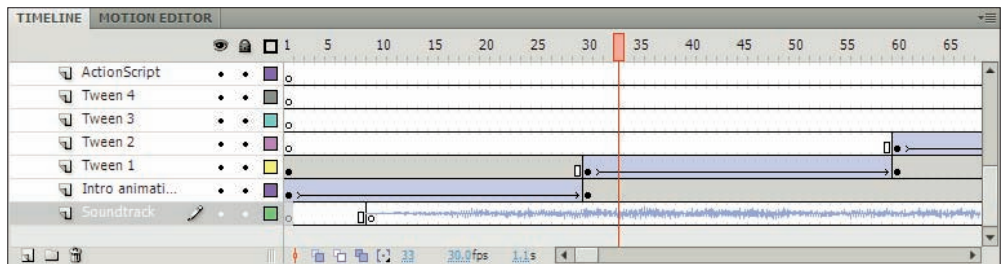 TIMELINE MOTION EDITOR
1 5 10 15 20 25 30 35 40 45 50 55 60 65
ActionScript
Tween 4
Tween 3
Tween 2
Tween 1
Intro animati...
Soundtrack
33 30.0fps 1.1s